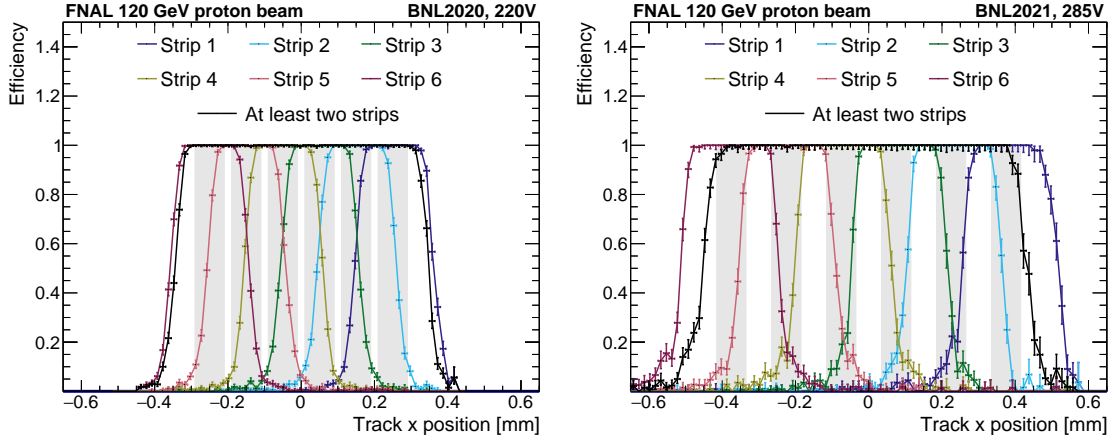 FNAL 120 GeV proton beam BNL2020, 220V
Efficiency
1.4
1.2
1
0.8
0.6
0.4
0.2
Strip 1 Strip 2 Strip 3
Strip 4 Strip 5 Strip 6
At least two strips
−0.6 −0.4 −0.2 0 0.2 0.4 0.6
Track x position [mm]
FNAL 120 GeV proton beam BNL2021, 285V
Efficiency
1.4
1.2
1
0.8
0.6
0.4
0.2
Strip 1 Strip 2 Strip 3
Strip 4 Strip 5 Strip 6
At least two strips
−0.6 −0.4 −0.2 0 0.2 0.4 0.6
Track x position [mm]